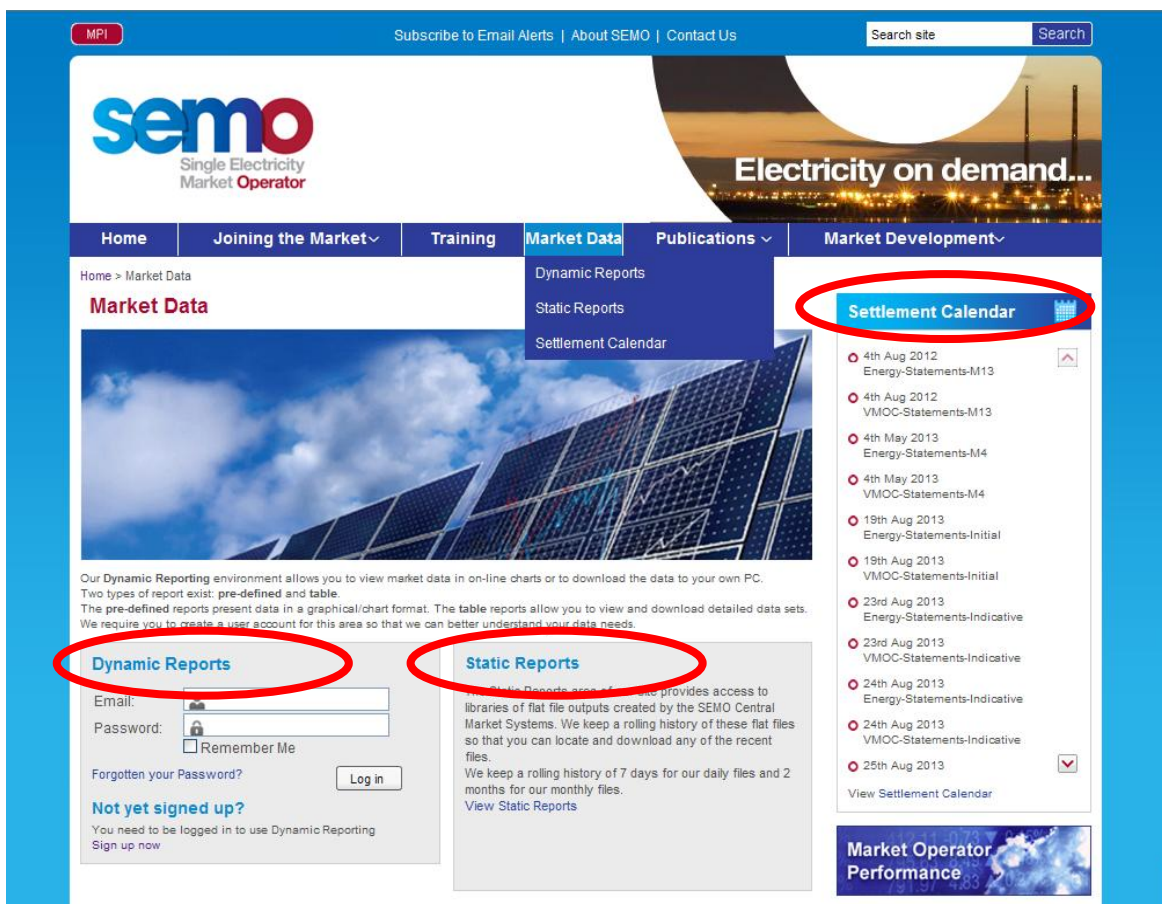 MPI
Subscribe to Email Alerts | About SEMO | Contact Us
Search site
Search
semo
Single Electricity
Market Operator
Electricity on demand...
Home
Joining the Market
Training
Market Data
Publications
Market Development
Dynamic Reports
Static Reports
Settlement Calendar
Home > Market Data
Market Data
Our Dynamic Reporting environment allows you to view market data in on-line charts or to download the data to your own PC.
Two types of report exist: pre-defined and table.
The pre-defined reports present data in a graphical/chart format. The table reports allow you to view and download detailed data sets.
We require you to create a user account for this area so that we can better understand your data needs.
Dynamic Reports
Email:
Password:
Remember Me
Forgotten your Password?
Log in
Not yet signed up?
You need to be logged in to use Dynamic Reporting
Sign up now
Static Reports
The Static Reports area of our site provides access to
libraries of flat file outputs created by the SEMO Central
Market Systems. We keep a rolling history of these flat files
so that you can locate and download any of the recent
files.
We keep a rolling history of 7 days for our daily files and 2
months for our monthly files.
View Static Reports
Settlement Calendar
4th Aug 2012
Energy-Statements-M13
4th Aug 2012
VMOC-Statements-M13
4th May 2013
Energy-Statements-M4
4th May 2013
VMOC-Statements-M4
19th Aug 2013
Energy-Statements-Initial
19th Aug 2013
VMOC-Statements-Initial
23rd Aug 2013
Energy-Statements-Indicative
23rd Aug 2013
VMOC-Statements-Indicative
24th Aug 2013
Energy-Statements-Indicative
24th Aug 2013
VMOC-Statements-Indicative
25th Aug 2013
View Settlement Calendar
Market Operator
Performance